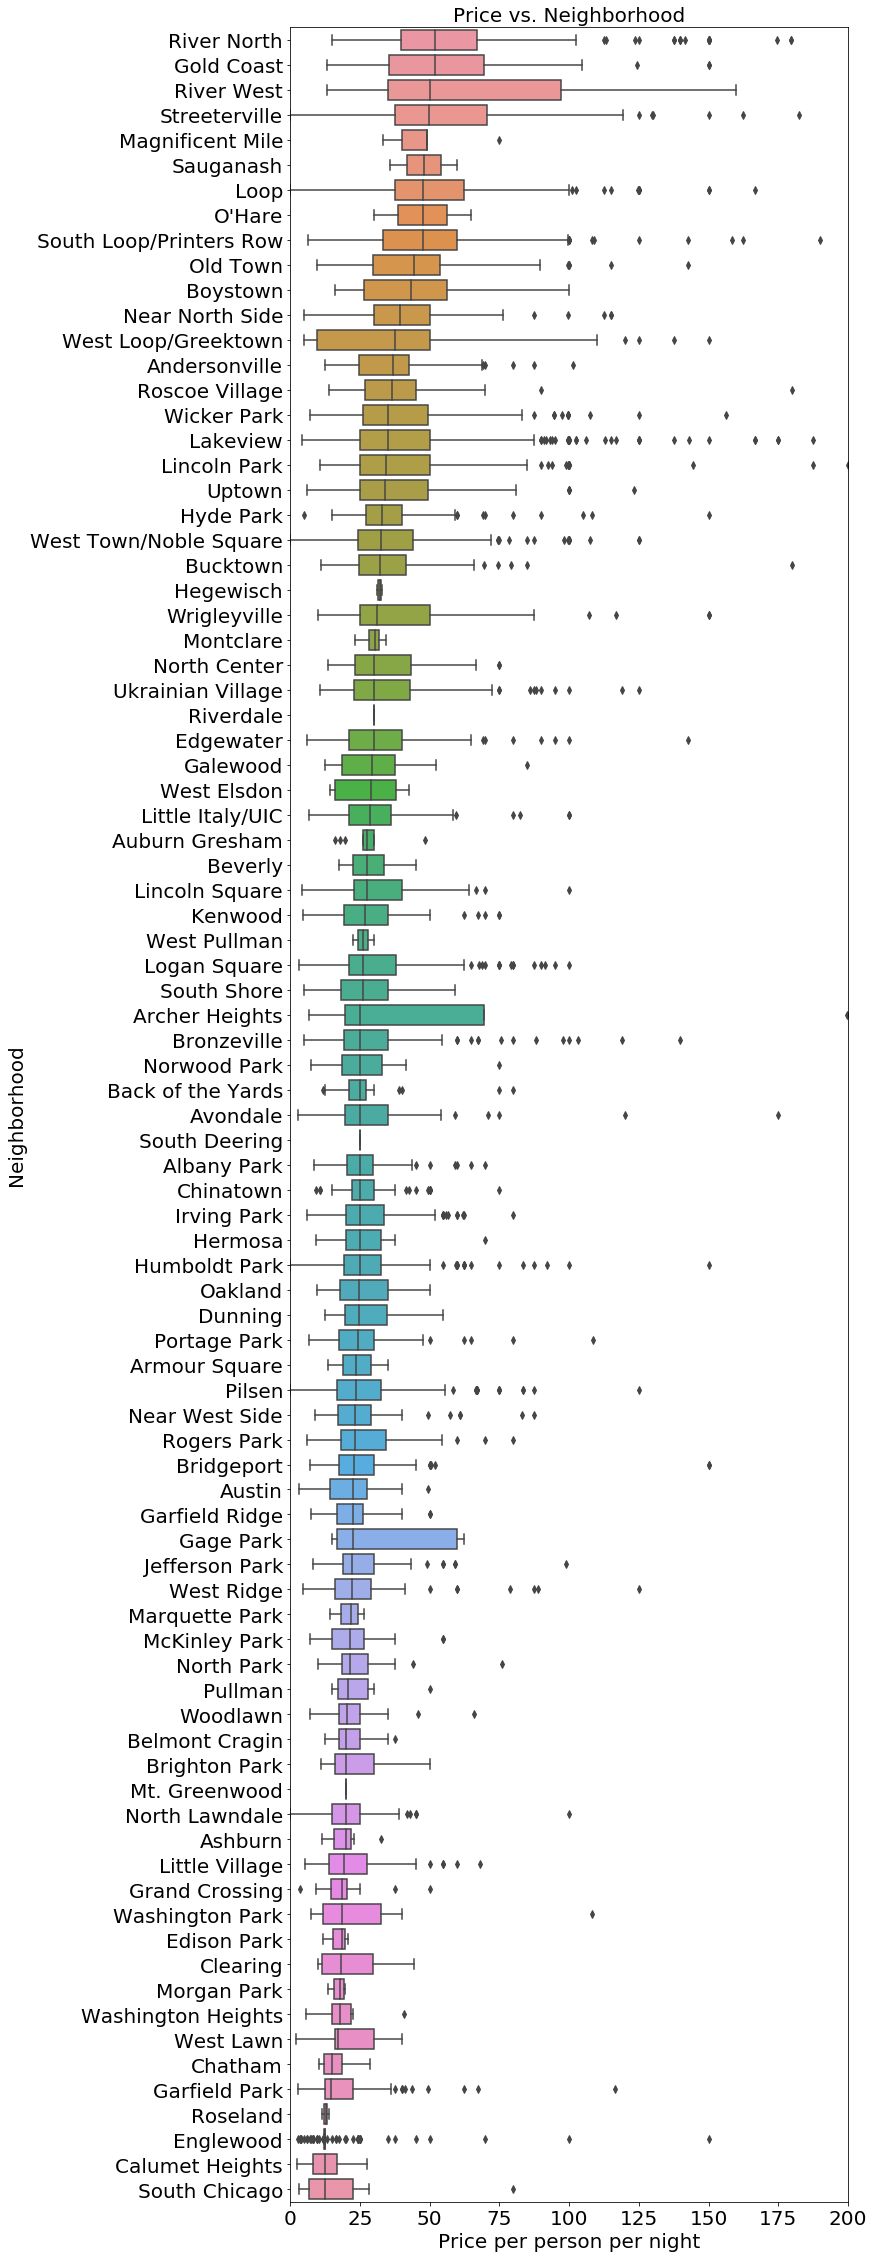 Price vs. Neighborhood
River North
Gold Coast
River West
Streeterville
Magnificent Mile
Sauganash
Loop
O'Hare
South Loop/Printers Row
Old Town
Boystown
Near North Side
West Loop/Greektown
Andersonville
Roscoe Village
Wicker Park
Lakeview
Lincoln Park
Uptown
Hyde Park
West Town/Noble Square
Bucktown
Hegewisch
Wrigleyville
Montclare
North Center
Ukrainian Village
Riverdale
Edgewater
Galewood
West Elsdon
Little Italy/UIC
Auburn Gresham
Beverly
Lincoln Square
Kenwood
West Pullman
Logan Square
South Shore
Archer Heights
Bronzeville
Norwood Park
Back of the Yards
Avondale
South Deering
Albany Park
Chinatown
Irving Park
Hermosa
Humboldt Park
Oakland
Dunning
Portage Park
Armour Square
Pilsen
Near West Side
Rogers Park
Bridgeport
Austin
Garfield Ridge
Gage Park
Jefferson Park
West Ridge
Marquette Park
McKinley Park
North Park
Pullman
Woodlawn
Belmont Cragin
Brighton Park
Mt. Greenwood
North Lawndale
Ashburn
Little Village
Grand Crossing
Washington Park
Edison Park
Clearing
Morgan Park
Washington Heights
West Lawn
Chatham
Garfield Park
Roseland
Englewood
Calumet Heights
South Chicago
Neighborhood
0 25 50 75 100 125 150 175 200
Price per person per night